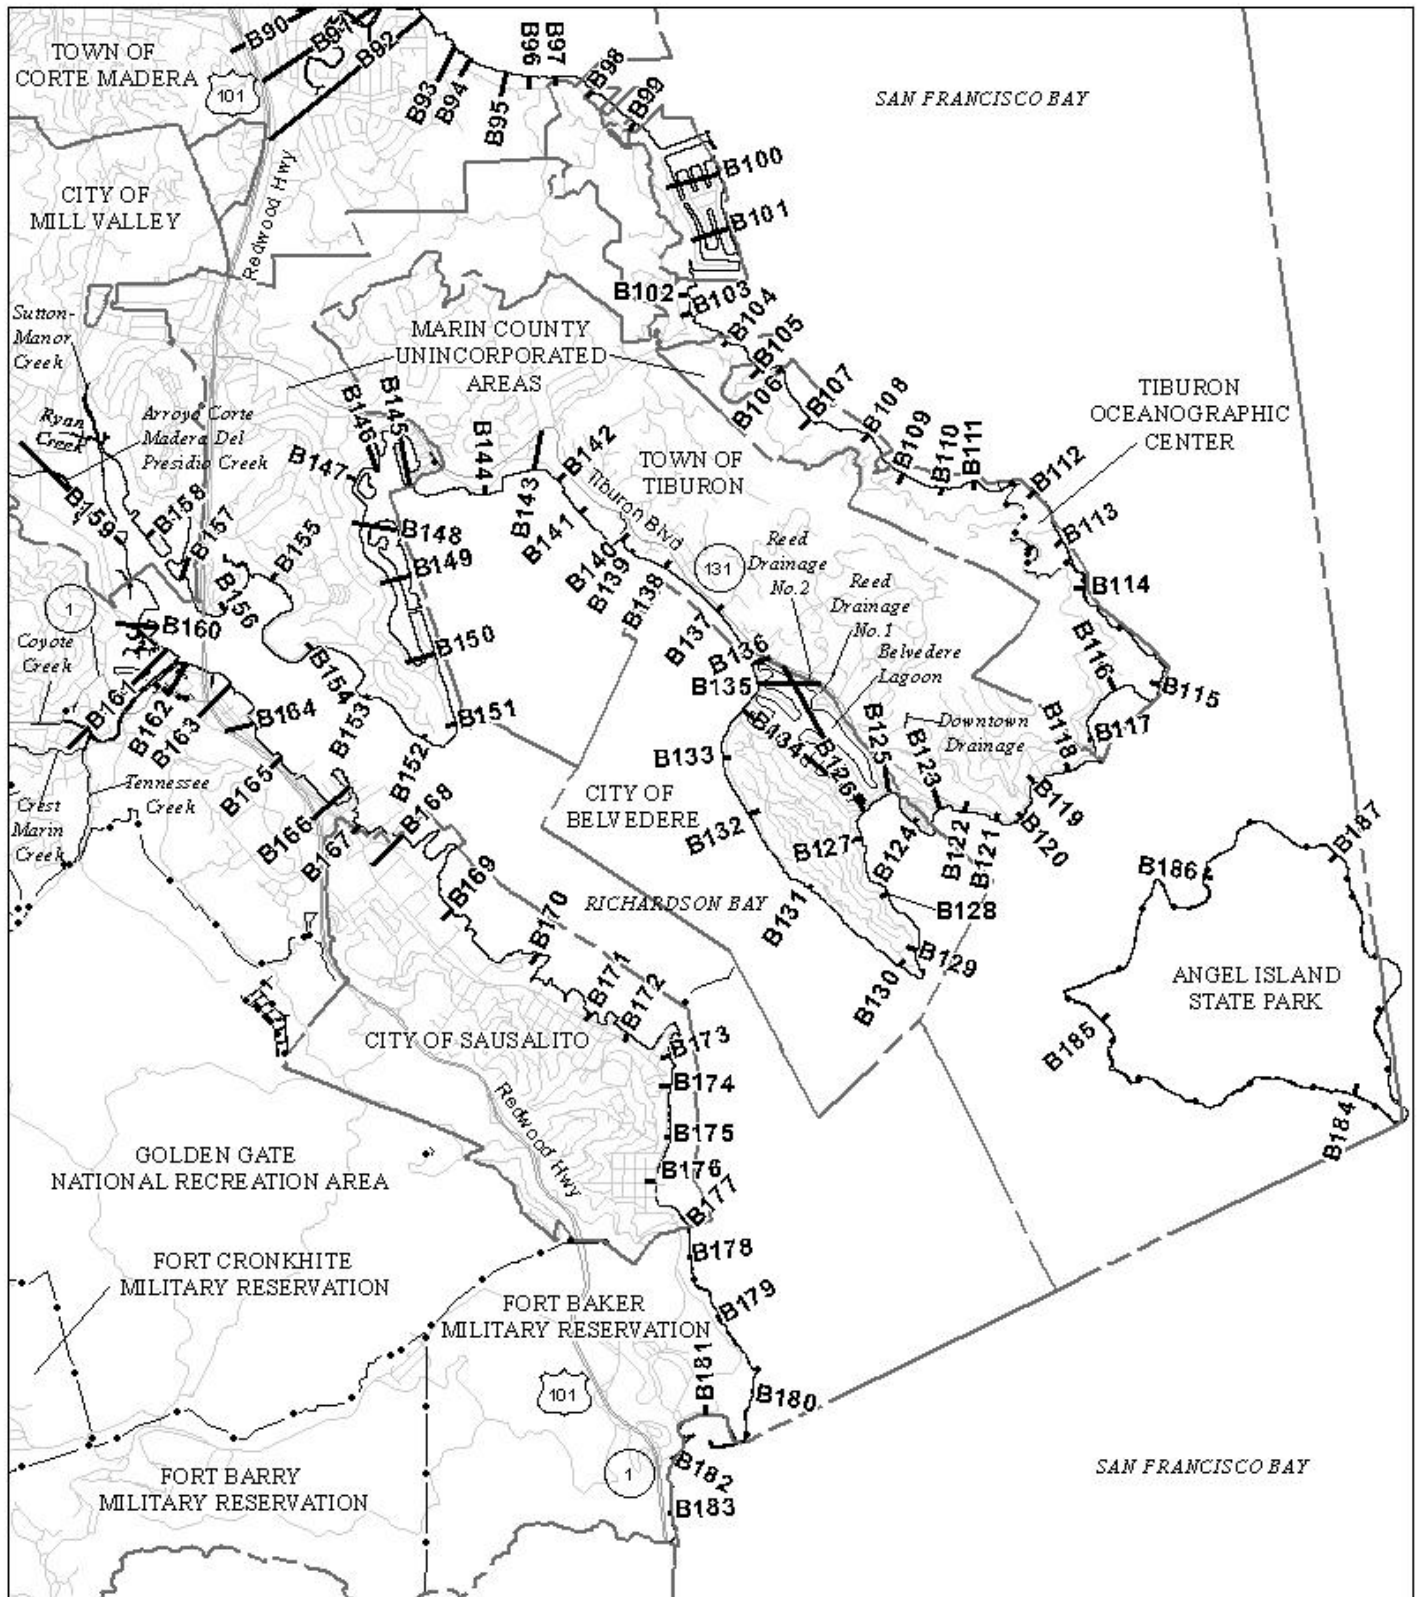 B90
B91
B92
B93
B94
B95
B96
B97
B98
B99
TOWN OF
CORTE MADERA
101
SAN FRANCISCO BAY
B100
B101
CITY OF
MILL VALLEY
Redwood Hwy
B102
B103
B104
B105
B106
B107
B108
B109
B110
B111
B112
B113
B114
B115
B116
B117
B118
B119
B120
B121
B122
B123
B124
B125
B126
B127
B128
B129
B130
B131
B132
B133
B134
B135
B136
B137
B138
B139
B140
B141
B142
B143
B144
B145
B146
B147
B148
B149
B150
B151
B152
B153
B154
B155
B156
B157
B158
B159
B160
B161
B162
B163
B164
B165
B166
B167
B168
B169
B170
B171
B172
B173
B174
B175
B176
B177
B178
B179
B180
B181
B182
B183
B184
B185
B186
B187
Sutton-
Manor
Creek
MARIN COUNTY
UNINCORPORATED
AREAS
TIBURON
OCEANOGRAPHIC
CENTER
Ryan
Creek
Arroyo Corte
Madera Del
Presidio Creek
TOWN OF
TIBURON
Tiburon Blvd
131
Reed
Drainage
No.2
Reed
Drainage
No.1
Belvedere
Lagoon
1
Coyote
Creek
Downtown
Drainage
Crest
Marin
Creek
Tennessee
Creek
CITY OF
BELVEDERE
RICHARDSON BAY
ANGEL ISLAND
STATE PARK
CITY OF SAUSALITO
Redwood Hwy
GOLDEN GATE
NATIONAL RECREATION AREA
FORT CRONKHITE
MILITARY RESERVATION
FORT BAKER
MILITARY RESERVATION
101
FORT BARRY
MILITARY RESERVATION
1
SAN FRANCISCO BAY